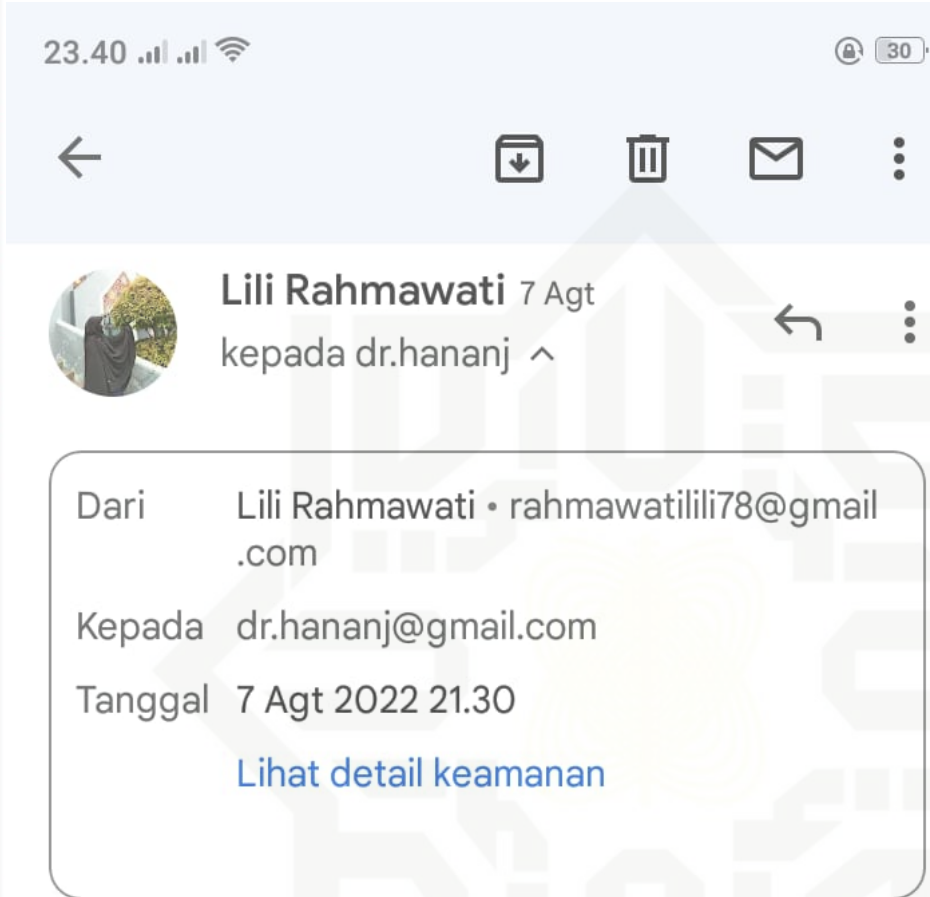 23.40
30
Lili Rahmawati 7 Agt
kepada dr.hananj
Dari Lili Rahmawati • rahmawatilili78@gmail
.com
Kepada dr.hananj@gmail.com
Tanggal 7 Agt 2022 21.30
Lihat detail keamanan